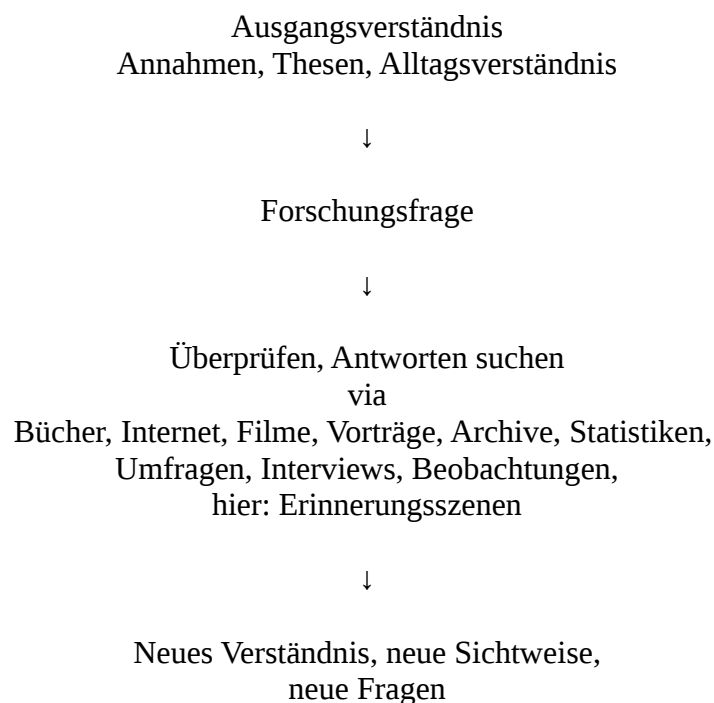 Ausgangsverständnis
Annahmen, Thesen, Alltagsverständnis
↓
Forschungsfrage
↓
Überprüfen, Antworten suchen
via
Bücher, Internet, Filme, Vorträge, Archive, Statistiken,
Umfragen, Interviews, Beobachtungen,
hier: Erinnerungsszenen
↓
Neues Verständnis, neue Sichtweise,
neue Fragen